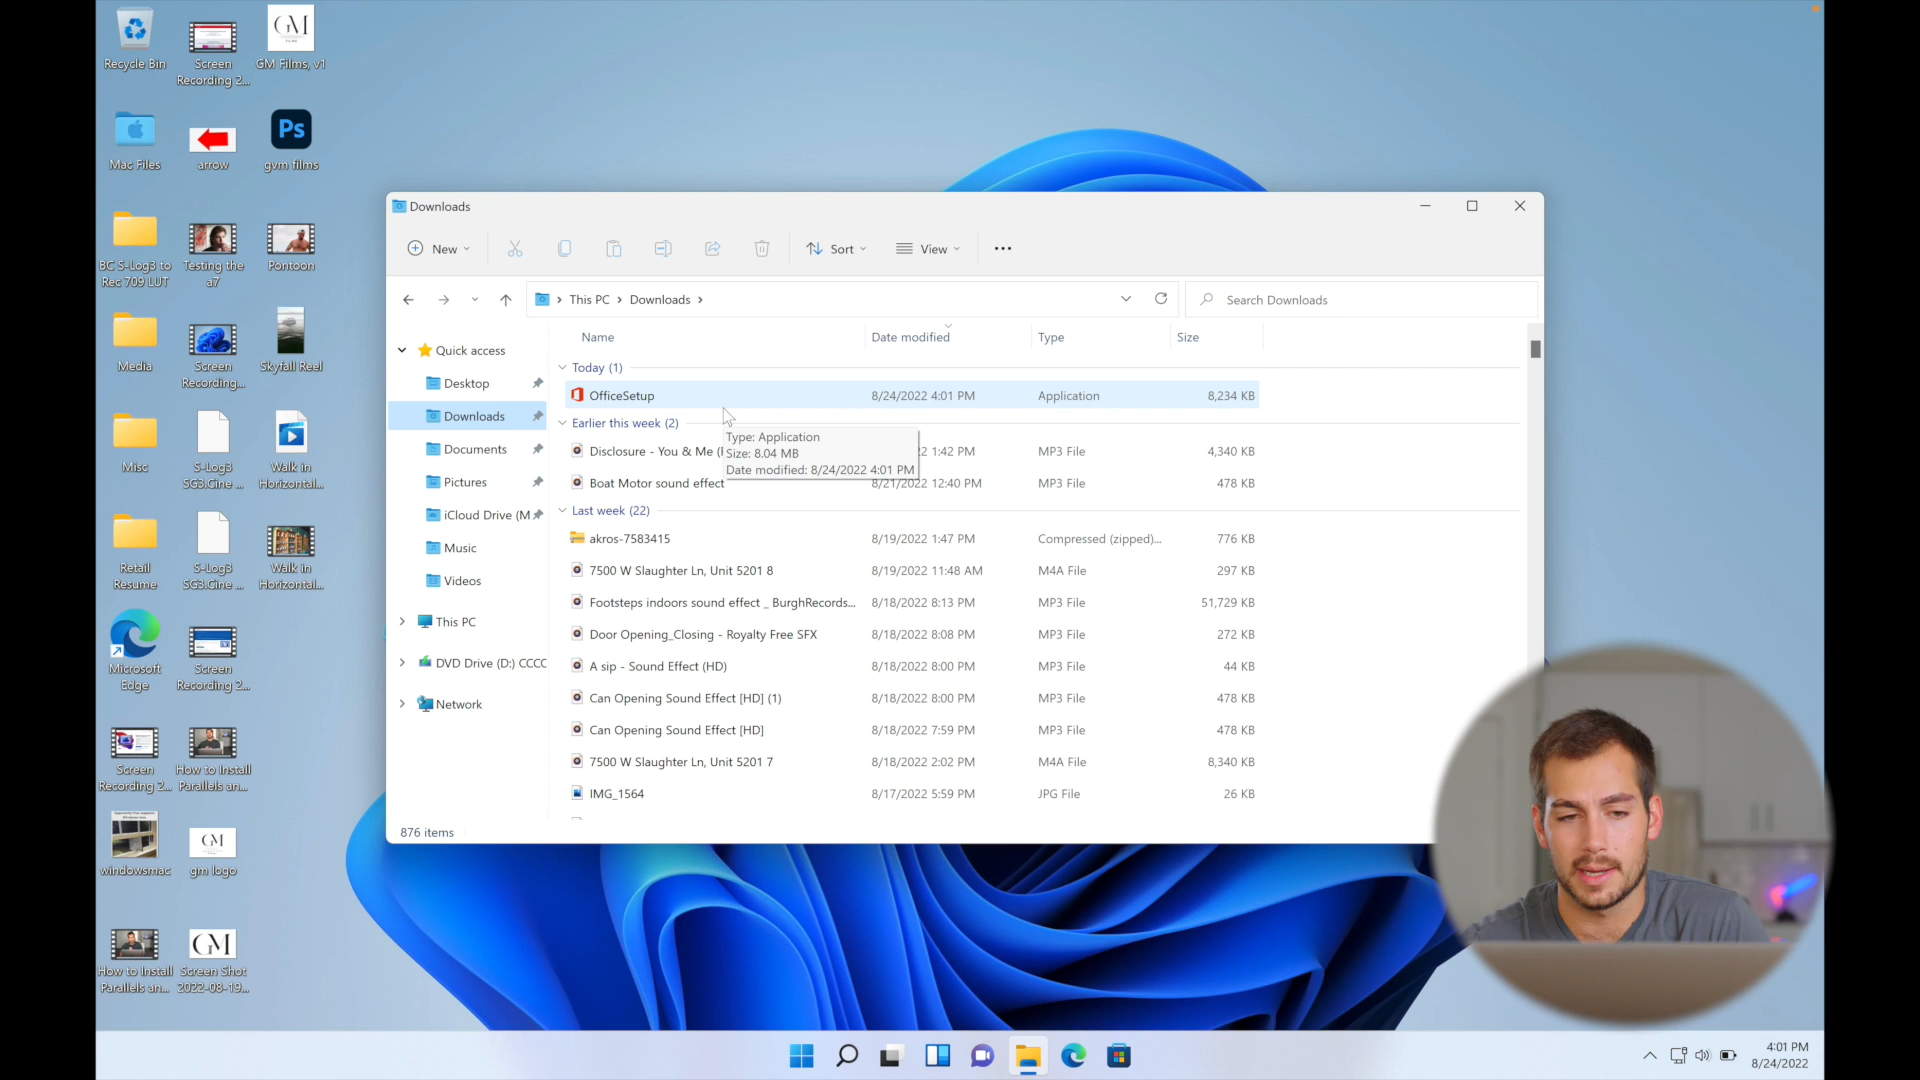 Recycle Bin
Screen
Recording 2...
GM
GM Films, v1
Mac Files
arrow
Ps
gvm films
BC S-Log3 to
Rec 709 LUT
Testing the
a7
Pontoon
Media
Screen
Recording...
Skyfall Reel
Misc
S-Log3
SG3.Cine ...
Walk in
Horizontal...
Retail
Resume
S-Log3
SG3.Cine ...
Walk in
Horizontal...
Microsoft
Edge
Screen
Recording 2...
Screen
Recording 2...
How to Install
Parallels an...
windowsmac
GM
gm logo
How to Install
Parallels an...
GM
Screen Shot
2022-08-19...
Downloads
New
Sort
View
This PC > Downloads >
Search Downloads
Quick access
Desktop
Downloads
Documents
Pictures
iCloud Drive (M
Music
Videos
This PC
DVD Drive (D:) CCCC
Network
Name Date modified Type Size
Today (1)
OfficeSetup 8/24/2022 4:01 PM Application 8,234 KB
Earlier this week (2)
Type: Application
Size: 8.04 MB
Date modified: 8/24/2022 4:01 PM
Disclosure - You & Me ( 22 1:42 PM MP3 File 4,340 KB
Boat Motor sound effect 8/21/2022 12:40 PM MP3 File 478 KB
Last week (22)
akros-7583415 8/19/2022 1:47 PM Compressed (zipped)... 776 KB
7500 W Slaughter Ln, Unit 5201 8 8/19/2022 11:48 AM M4A File 297 KB
Footsteps indoors sound effect _ BurghRecords... 8/18/2022 8:13 PM MP3 File 51,729 KB
Door Opening_Closing - Royalty Free SFX 8/18/2022 8:08 PM MP3 File 272 KB
A sip - Sound Effect (HD) 8/18/2022 8:00 PM MP3 File 44 KB
Can Opening Sound Effect [HD] (1) 8/18/2022 8:00 PM MP3 File 478 KB
Can Opening Sound Effect [HD] 8/18/2022 7:59 PM MP3 File 478 KB
7500 W Slaughter Ln, Unit 5201 7 8/18/2022 2:02 PM M4A File 8,340 KB
IMG_1564 8/17/2022 5:59 PM JPG File 26 KB
876 items
4:01 PM
8/24/2022